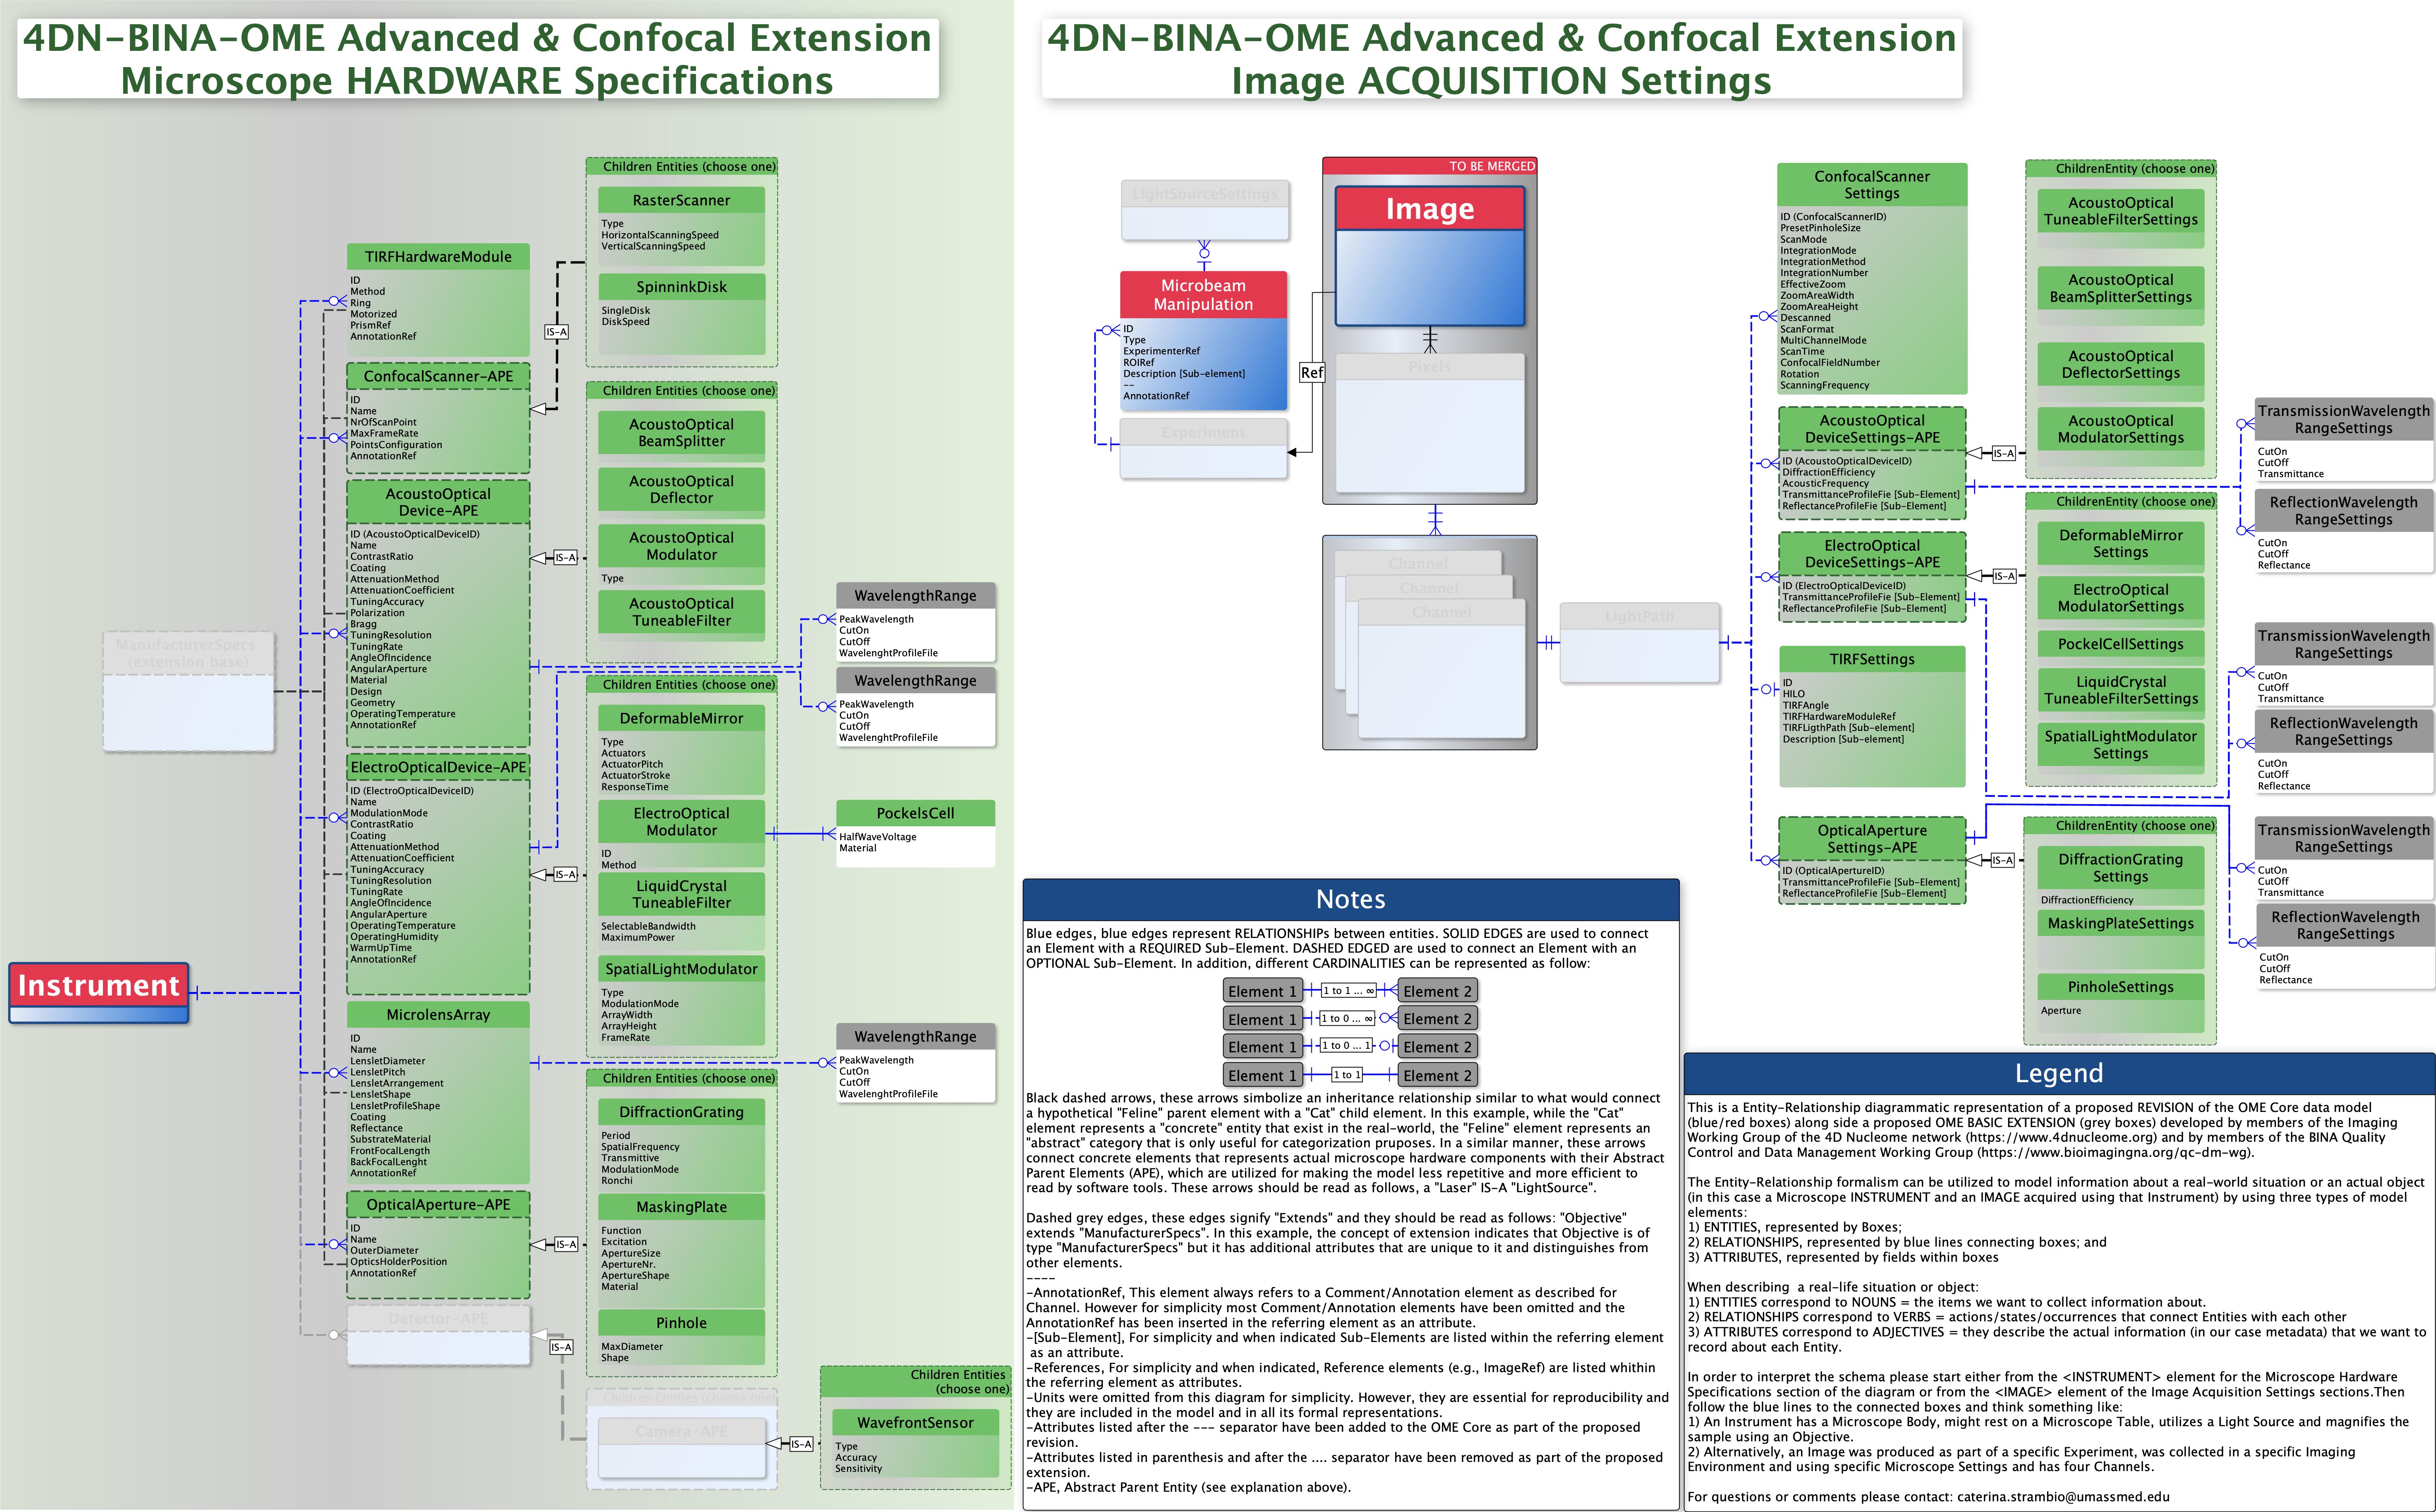 4DN-BINA-OME Advanced & Confocal Extension
Microscope HARDWARE Specifications
Children Entities (choose one)
RasterScanner
Type
HorizontalScanningSpeed
VerticalScanningSpeed
SpinninkDisk
SingleDisk
DiskSpeed
TIRFHardwareModule
ID
Method
Ring
Motorized
PrismRef
AnnotationRef
IS-A
ConfocalScanner-APE
ID
Name
NrOfScanPoint
MaxFrameRate
PointsConfiguration
AnnotationRef
Children Entities (choose one)
AcoustoOptical
BeamSplitter
AcoustoOptical
Deflector
AcoustoOptical
Modulator
Type
AcoustoOptical
TuneableFilter
AcoustoOptical
Device-APE
ID (AcoustoOpticalDeviceID)
Name
ContrastRatio
Coating
AttenuationMethod
AttenuationCoefficient
TuningAccuracy
Polarization
Bragg
TuningResolution
TuningRate
AngleOfIncidence
AngularAperture
Material
Design
Geometry
OperatingTemperature
AnnotationRef
IS-A
ManufacturerSpecs
(extension base)
WavelengthRange
PeakWavelength
CutOn
CutOff
WavelenghtProfileFile
WavelengthRange
PeakWavelength
CutOn
CutOff
WavelenghtProfileFile
Children Entities (choose one)
DeformableMirror
Type
Actuators
ActuatorPitch
ActuatorStroke
ResponseTime
ElectroOptical
Modulator
ID
Method
LiquidCrystal
TuneableFilter
SelectableBandwidth
MaximumPower
SpatialLightModulator
Type
ModulationMode
ArrayWidth
ArrayHeight
FrameRate
PockelsCell
HalfWaveVoltage
Material
ElectroOpticalDevice-APE
ID (ElectroOpticalDeviceID)
Name
ModulationMode
ContrastRatio
Coating
AttenuationMethod
AttenuationCoefficient
TuningAccuracy
TuningResolution
TuningRate
AngleOfIncidence
AngularAperture
OperatingTemperature
OperatingHumidity
WarmUpTime
AnnotationRef
IS-A
Instrument
MicrolensArray
ID
Name
LensletDiameter
LensletPitch
LensletArrangement
LensletShape
LensletProfileShape
Coating
Reflectance
SubstrateMaterial
FrontFocalLength
BackFocalLenght
AnnotationRef
WavelengthRange
PeakWavelength
CutOn
CutOff
WavelenghtProfileFile
Children Entities (choose one)
DiffractionGrating
Period
SpatialFrequency
Transmittive
ModulationMode
Ronchi
MaskingPlate
Function
Excitation
ApertureSize
ApertureNr.
ApertureShape
Material
Pinhole
MaxDiameter
Shape
OpticalAperture-APE
ID
Name
OuterDiameter
OpticsHolderPosition
AnnotationRef
IS-A
Detector-APE
IS-A
Children Entities (choose one)
Camera-APE
IS-A
Children Entities
(choose one)
WavefrontSensor
Type
Accuracy
Sensitivity
4DN-BINA-OME Advanced & Confocal Extension
Image ACQUISITION Settings
LightSourceSettings
Microbeam
Manipulation
ID
Type
ExperimenterRef
ROIRef
Description [Sub-element]
--
AnnotationRef
Experiment
TO BE MERGED
Image
Ref
Pixels
Channel
Channel
Channel
LightPath
ConfocalScanner
Settings
ID (ConfocalScannerID)
PresetPinholeSize
ScanMode
IntegrationMode
IntegrationMethod
IntegrationNumber
EffectiveZoom
ZoomAreaWidth
ZoomAreaHeight
Descanned
ScanFormat
MultiChannelMode
ScanTime
ConfocalFieldNumber
Rotation
ScanningFrequency
AcoustoOptical
DeviceSettings-APE
ID (AcoustoOpticalDeviceID)
DiffractionEfficiency
AcousticFrequency
TransmittanceProfileFie [Sub-Element]
ReflectanceProfileFie [Sub-Element]
IS-A
ElectroOptical
DeviceSettings-APE
ID (ElectroOpticalDeviceID)
TransmittanceProfileFie [Sub-Element]
ReflectanceProfileFie [Sub-Element]
IS-A
TIRFSettings
ID
HILO
TIRFAngle
TIRFHardwareModuleRef
TIRFLigthPath [Sub-element]
Description [Sub-element]
OpticalAperture
Settings-APE
ID (OpticalApertureID)
TransmittanceProfileFie [Sub-Element]
ReflectanceProfileFie [Sub-Element]
IS-A
ChildrenEntity (choose one)
AcoustoOptical
TuneableFilterSettings
AcoustoOptical
BeamSplitterSettings
AcoustoOptical
DeflectorSettings
AcoustoOptical
ModulatorSettings
ChildrenEntity (choose one)
DeformableMirror
Settings
ElectroOptical
ModulatorSettings
PockelCellSettings
LiquidCrystal
TuneableFilterSettings
SpatialLightModulator
Settings
ChildrenEntity (choose one)
DiffractionGrating
Settings
DiffractionEfficiency
MaskingPlateSettings
PinholeSettings
Aperture
TransmissionWavelength
RangeSettings
CutOn
CutOff
Transmittance
ReflectionWavelength
RangeSettings
CutOn
CutOff
Reflectance
TransmissionWavelength
RangeSettings
CutOn
CutOff
Transmittance
ReflectionWavelength
RangeSettings
CutOn
CutOff
Reflectance
TransmissionWavelength
RangeSettings
CutOn
CutOff
Transmittance
ReflectionWavelength
RangeSettings
CutOn
CutOff
Reflectance
Notes
Blue edges, blue edges represent RELATIONSHIPs between entities. SOLID EDGES are used to connect
an Element with a REQUIRED Sub-Element. DASHED EDGED are used to connect an Element with an
OPTIONAL Sub-Element. In addition, different CARDINALITIES can be represented as follow:
Element 1 1 to 1 ... ∞ Element 2
Element 1 1 to 0 ... ∞ Element 2
Element 1 1 to 0 ... 1 Element 2
Element 1 1 to 1 Element 2
Black dashed arrows, these arrows simbolize an inheritance relationship similar to what would connect
a hypothetical "Feline" parent element with a "Cat" child element. In this example, while the "Cat"
element represents a "concrete" entity that exist in the real-world, the "Feline" element represents an
"abstract" category that is only useful for categorization pruposes. In a similar manner, these arrows
connect concrete elements that represents actual microscope hardware components with their Abstract
Parent Elements (APE), which are utilized for making the model less repetitive and more efficient to
read by software tools. These arrows should be read as follows, a "Laser" IS-A "LightSource".
Dashed grey edges, these edges signify "Extends" and they should be read as follows: "Objective"
extends "ManufacturerSpecs". In this example, the concept of extension indicates that Objective is of
type "ManufacturerSpecs" but it has additional attributes that are unique to it and distinguishes from
other elements.
----
-AnnotationRef, This element always refers to a Comment/Annotation element as described for
Channel. However for simplicity most Comment/Annotation elements have been omitted and the
AnnotationRef has been inserted in the referring element as an attribute.
-[Sub-Element], For simplicity and when indicated Sub-Elements are listed within the referring element
as an attribute.
-References, For simplicity and when indicated, Reference elements (e.g., ImageRef) are listed whithin
the referring element as attributes.
-Units were omitted from this diagram for simplicity. However, they are essential for reproducibility and
they are included in the model and in all its formal representations.
-Attributes listed after the --- separator have been added to the OME Core as part of the proposed
revision.
-Attributes listed in parenthesis and after the .... separator have been removed as part of the proposed
extension.
-APE, Abstract Parent Entity (see explanation above).
Legend
This is a Entity-Relationship diagrammatic representation of a proposed REVISION of the OME Core data model
(blue/red boxes) along side a proposed OME BASIC EXTENSION (grey boxes) developed by members of the Imaging
Working Group of the 4D Nucleome network (https://www.4dnucleome.org) and by members of the BINA Quality
Control and Data Management Working Group (https://www.bioimagingna.org/qc-dm-wg).
The Entity-Relationship formalism can be utilized to model information about a real-world situation or an actual object
(in this case a Microscope INSTRUMENT and an IMAGE acquired using that Instrument) by using three types of model
elements:
1) ENTITIES, represented by Boxes;
2) RELATIONSHIPS, represented by blue lines connecting boxes; and
3) ATTRIBUTES, represented by fields within boxes
When describing a real-life situation or object:
1) ENTITIES correspond to NOUNS = the items we want to collect information about.
2) RELATIONSHIPS correspond to VERBS = actions/states/occurrences that connect Entities with each other
3) ATTRIBUTES correspond to ADJECTIVES = they describe the actual information (in our case metadata) that we want to
record about each Entity.
In order to interpret the schema please start either from the <INSTRUMENT> element for the Microscope Hardware
Specifications section of the diagram or from the <IMAGE> element of the Image Acquisition Settings sections.Then
follow the blue lines to the connected boxes and think something like:
1) An Instrument has a Microscope Body, might rest on a Microscope Table, utilizes a Light Source and magnifies the
sample using an Objective.
2) Alternatively, an Image was produced as part of a specific Experiment, was collected in a specific Imaging
Environment and using specific Microscope Settings and has four Channels.
For questions or comments please contact: caterina.strambio@umassmed.edu